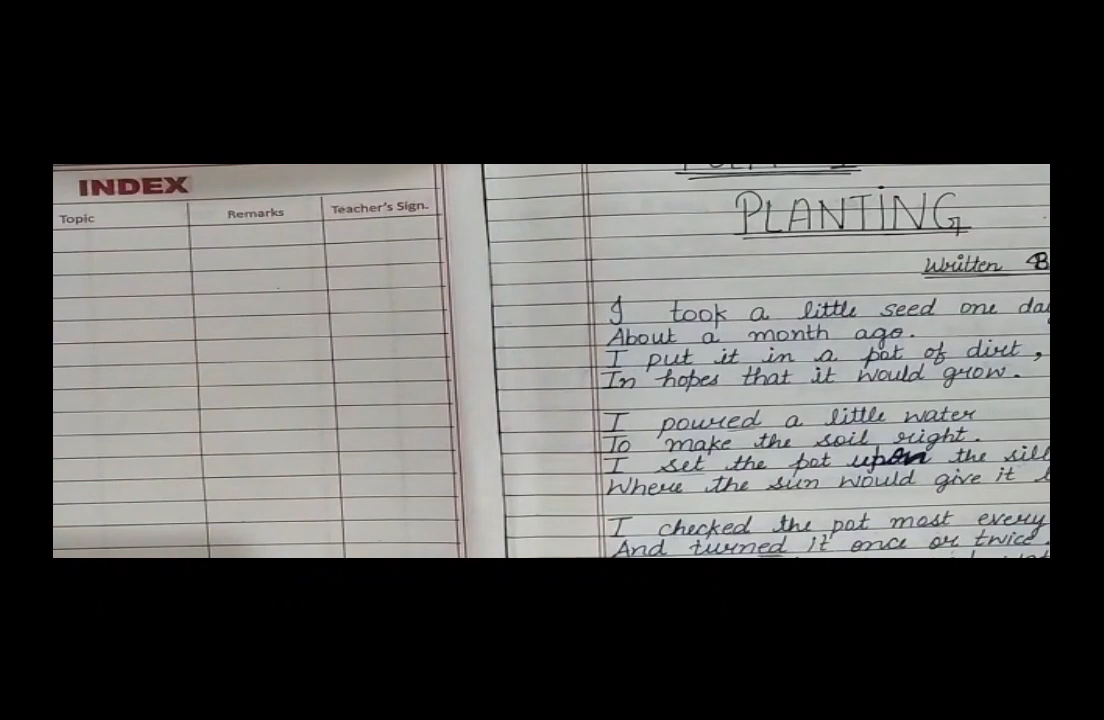 INDEX
Topic Remarks Teacher's Sign.
PLANTING
Written
I took a little seed one day
About a month ago.
I put it in a pot of dirt,
In hopes that it would grow.
I poured a little water
To make the soil right.
I set the pot upon the sill
Where the sun would give it
I checked the pot most every
And turned it once or twice.